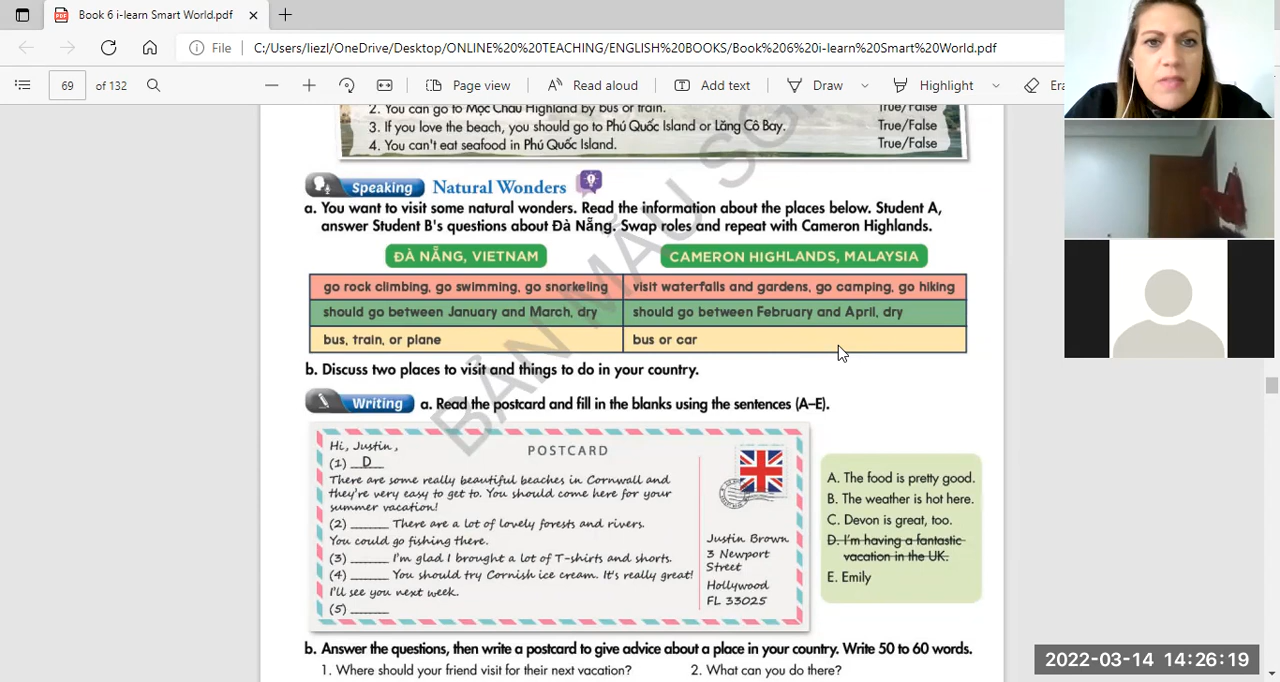 Book 6 i-learn Smart World.pdf
File C:/Users/liezl/OneDrive/Desktop/ONLINE%20%20TEACHING/ENGLISH%20BOOKS/Book%206%20i-learn%20Smart%20World.pdf
69 of 132 Page view Read aloud Add text Draw Highlight Era
2. You can go to Mộc Châu Highland by bus or train. True/False
3. If you love the beach, you should go to Phú Quốc Island or Lăng Cô Bay. True/False
4. You can't eat seafood in Phú Quốc Island. True/False
Speaking Natural Wonders
a. You want to visit some natural wonders. Read the information about the places below. Student A,
answer Student B's questions about Đà Nẵng. Swap roles and repeat with Cameron Highlands.
ĐÀ NẴNG, VIETNAM CAMERON HIGHLANDS, MALAYSIA
go rock climbing, go swimming, go snorkeling visit waterfalls and gardens, go camping, go hiking
should go between January and March, dry should go between February and April, dry
bus, train, or plane bus or car
b. Discuss two places to visit and things to do in your country.
Writing a. Read the postcard and fill in the blanks using the sentences (A–E).
POSTCARD
Hi, Justin,
(1) D
There are some really beautiful beaches in Cornwall and
they're very easy to get to. You should come here for your
summer vacation!
(2) ______ There are a lot of lovely forests and rivers.
You could go fishing there.
(3) ______ I'm glad I brought a lot of T-shirts and shorts.
(4) ______ You should try Cornish ice cream. It's really great!
I'll see you next week.
(5) ______
Justin Brown
3 Newport
Street
Hollywood
FL 33025
A. The food is pretty good.
B. The weather is hot here.
C. Devon is great, too.
D. I'm having a fantastic
vacation in the UK.
E. Emily
b. Answer the questions, then write a postcard to give advice about a place in your country. Write 50 to 60 words.
1. Where should your friend visit for their next vacation? 2. What can you do there?
BẢN MẪU SG
2022-03-14 14:26:19